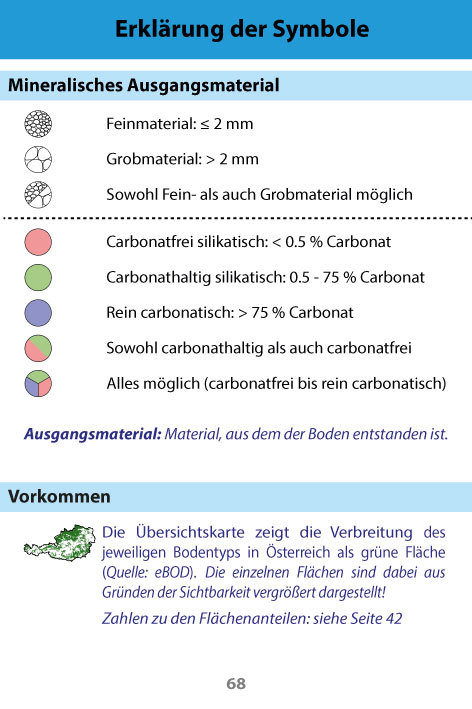 Erklärung der Symbole
Mineralisches Ausgangsmaterial
Feinmaterial: ≤ 2 mm
Grobmaterial: > 2 mm
Sowohl Fein- als auch Grobmaterial möglich
Carbonatfrei silikatisch: < 0.5 % Carbonat
Carbonathaltig silikatisch: 0.5 - 75 % Carbonat
Rein carbonatisch: > 75 % Carbonat
Sowohl carbonathaltig als auch carbonatfrei
Alles möglich (carbonatfrei bis rein carbonatisch)
Ausgangsmaterial: Material, aus dem der Boden entstanden ist.
Vorkommen
Die Übersichtskarte zeigt die Verbreitung des
jeweiligen Bodentyps in Österreich als grüne Fläche
(Quelle: eBOD). Die einzelnen Flächen sind dabei aus
Gründen der Sichtbarkeit vergrößert dargestellt!
Zahlen zu den Flächenanteilen: siehe Seite 42
68